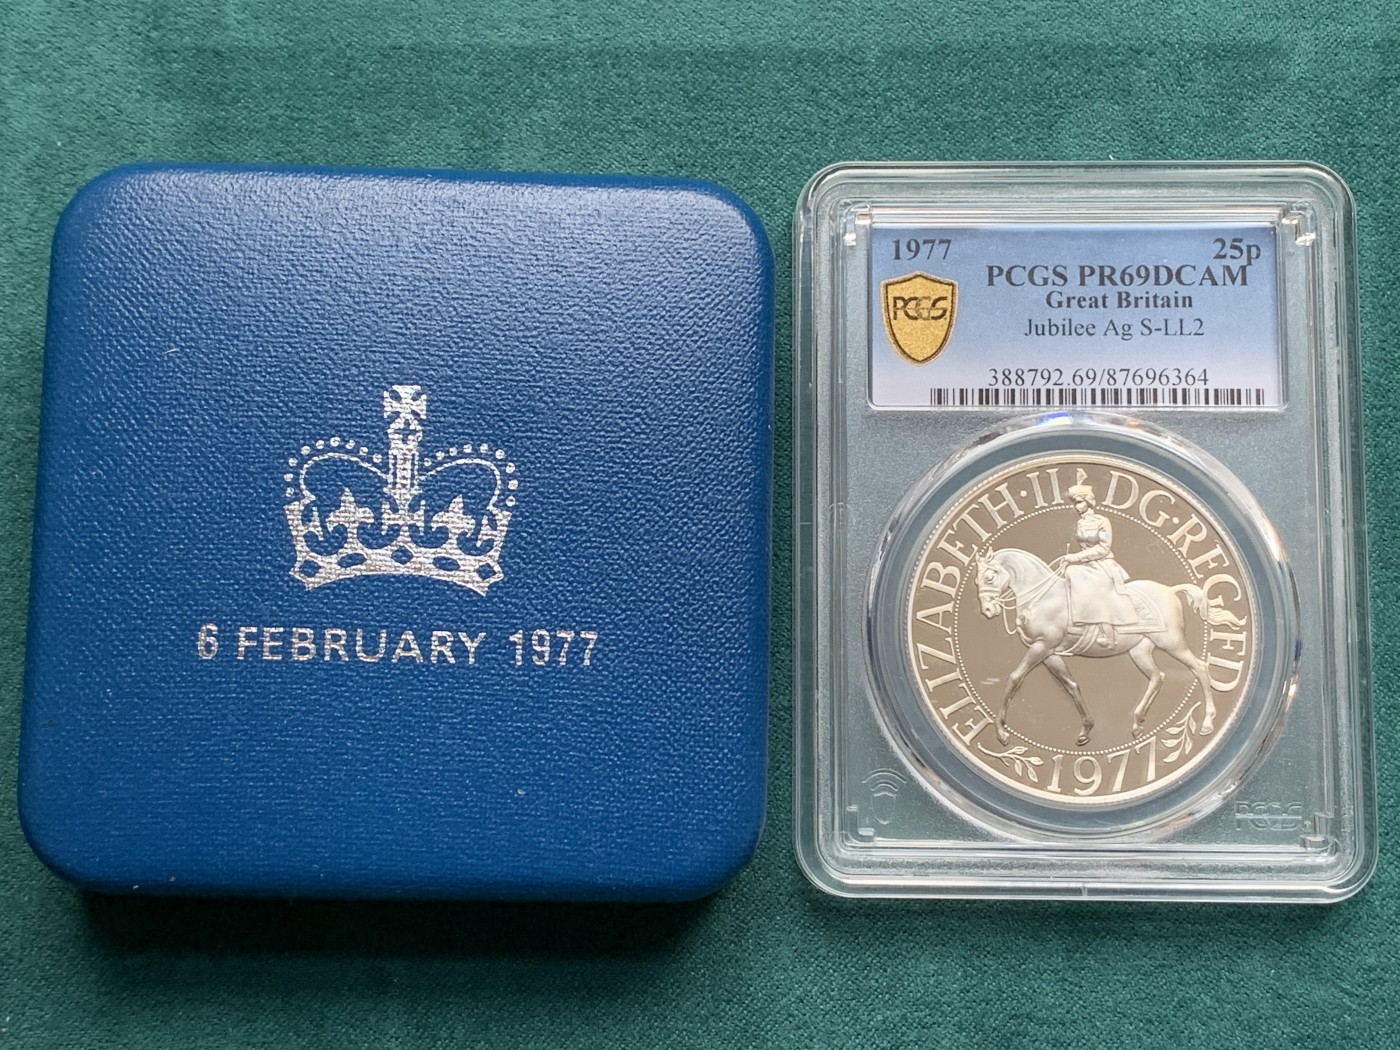 6 FEBRUARY 1977
1977 25p
PCGS PR69DCAM
Great Britain
Jubilee Ag S-LL2
388792.69/87696364
PCGS
ELIZABETH·II DG·REG FD
1977
PCGS